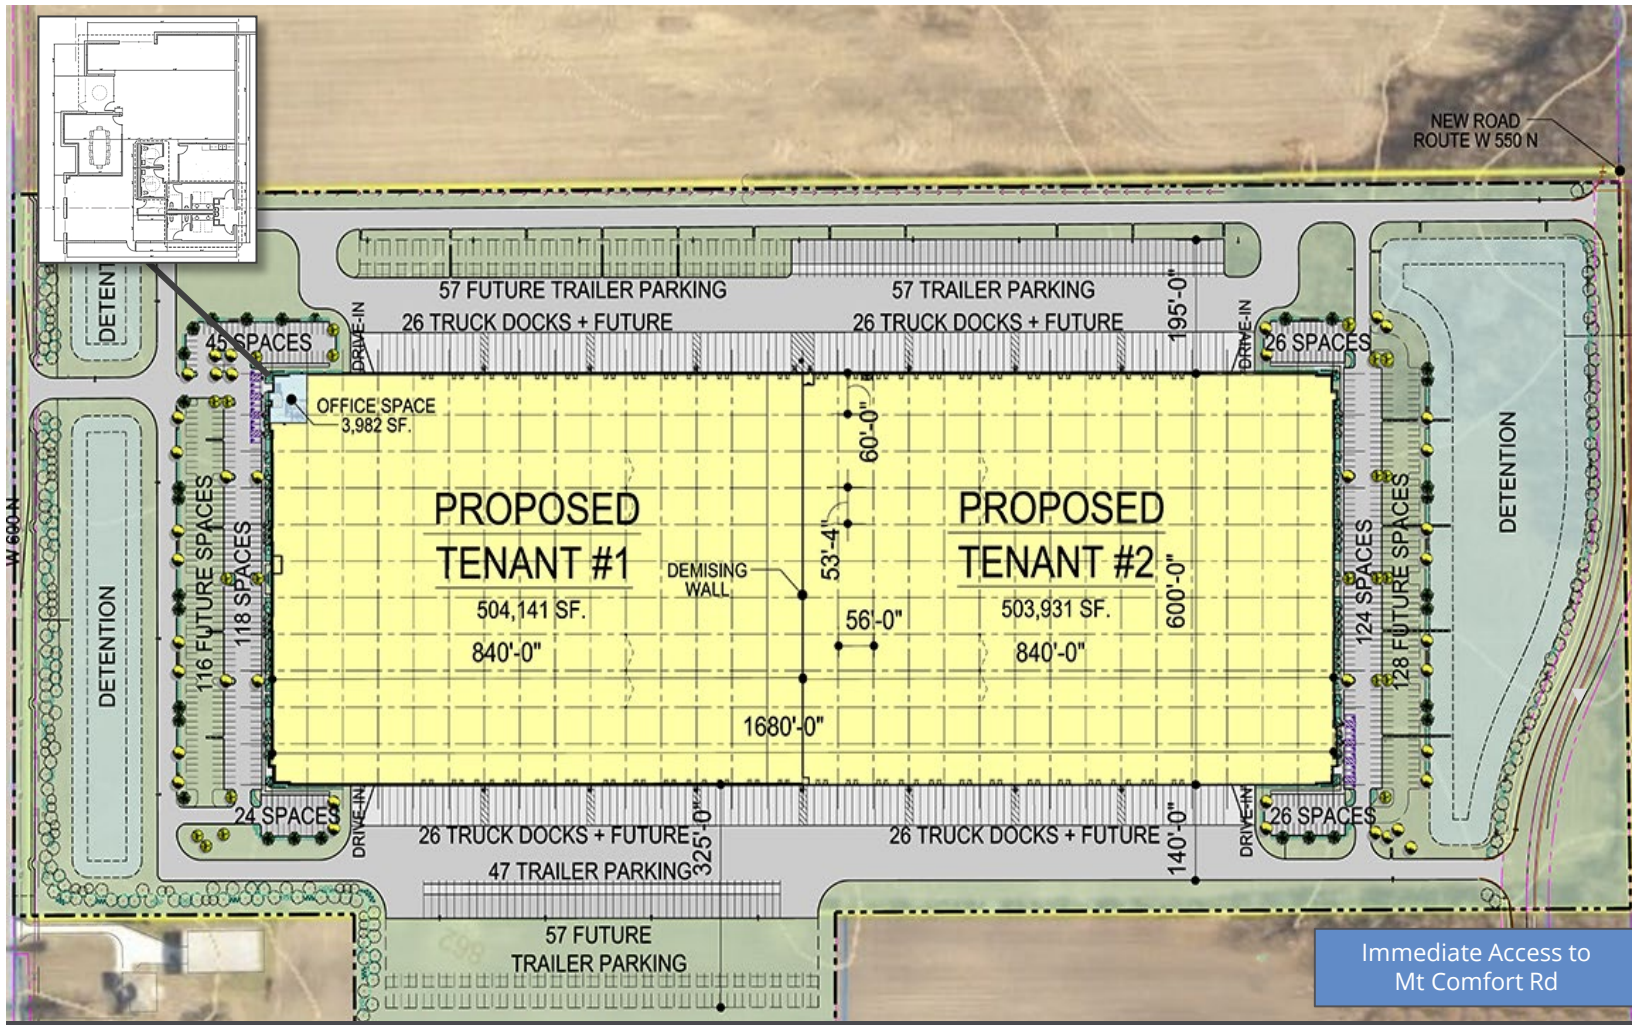 NEW ROAD
ROUTE W 550 N
DETENT
57 FUTURE TRAILER PARKING
57 TRAILER PARKING
195'-0"
26 TRUCK DOCKS + FUTURE
26 TRUCK DOCKS + FUTURE
DRIVE-IN
DRIVE-IN
45 SPACES
26 SPACES
OFFICE SPACE
3,982 SF.
60'-0"
DETENTION
W 600 N
116 FUTURE SPACES
118 SPACES
PROPOSED
TENANT #1
504,141 SF.
840'-0"
DEMISING
WALL
53'-4"
56'-0"
PROPOSED
TENANT #2
503,931 SF.
840'-0"
600'-0"
124 SPACES
128 FUTURE SPACES
DETENTION
1680'-0"
24 SPACES
26 SPACES
DRIVE-IN
DRIVE-IN
26 TRUCK DOCKS + FUTURE
325'-0"
26 TRUCK DOCKS + FUTURE
140'-0"
47 TRAILER PARKING
57 FUTURE
TRAILER PARKING
862
Immediate Access to
Mt Comfort Rd